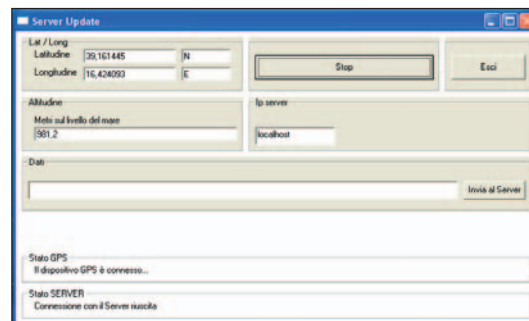 Server Update
Lat / Long
Latitudine 39,161445 N
Longitudine 16,424093 E
Stop
Esci
Altitudine
Metri sul livello del mare
981,2
Ip server
localhost
Dati
Invia al Server
Stato GPS
Il dispositivo GPS è connesso...
Stato SERVER
Connessione con il Server riuscita